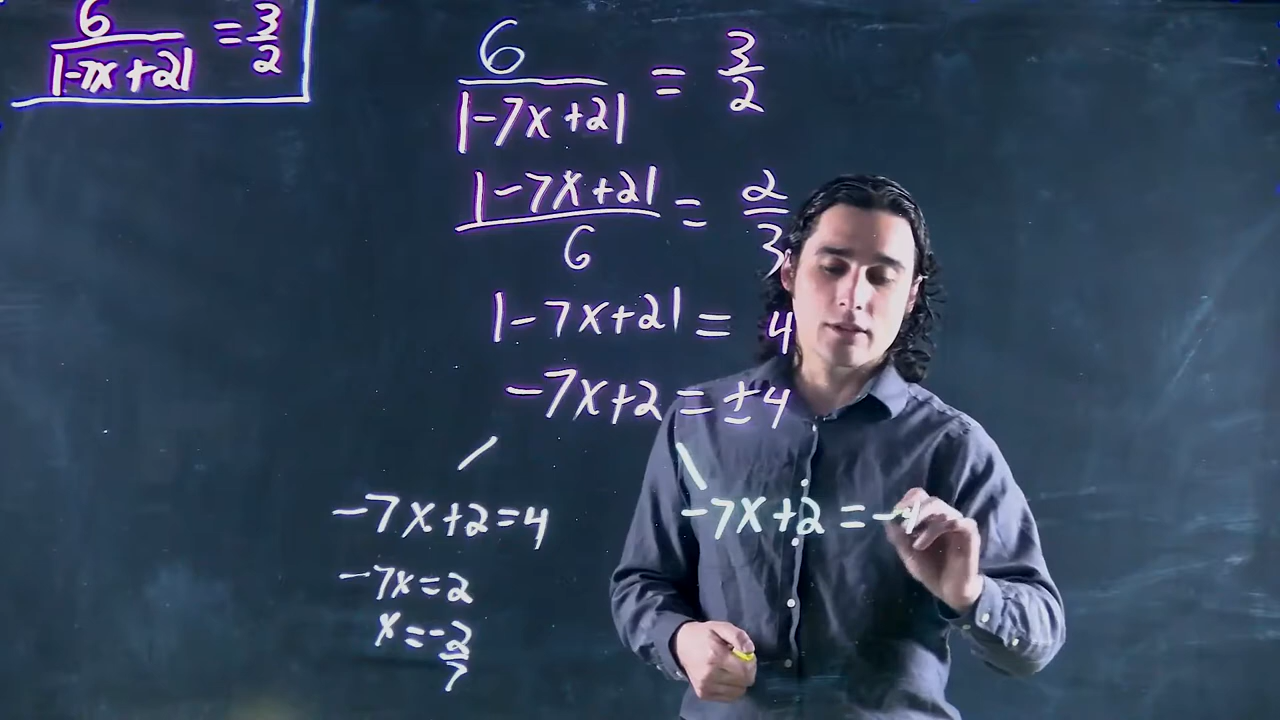 6/|-7x+2| = 3/2
6/|-7x+2| = 3/2
|-7x+2|/6 = 2/3
|-7x+2| = 4
-7x+2 = ±4
-7x+2=4
-7x+2=-4
-7x=2
x=-2/7